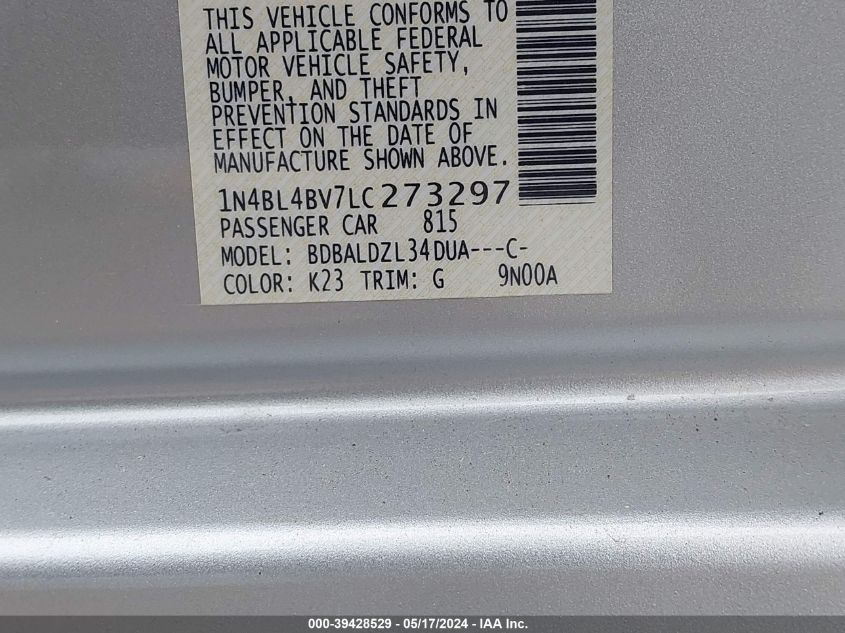 THIS VEHICLE CONFORMS TO
ALL APPLICABLE FEDERAL
MOTOR VEHICLE SAFETY,
BUMPER, AND THEFT
PREVENTION STANDARDS IN
EFFECT ON THE DATE OF
MANUFACTURE SHOWN ABOVE.
1N4BL4BV7LC273297
PASSENGER CAR 815
MODEL: BDBALDZL34DUA---C-
COLOR: K23 TRIM: G 9N00A
000-39428529 - 05/17/2024 - IAA Inc.